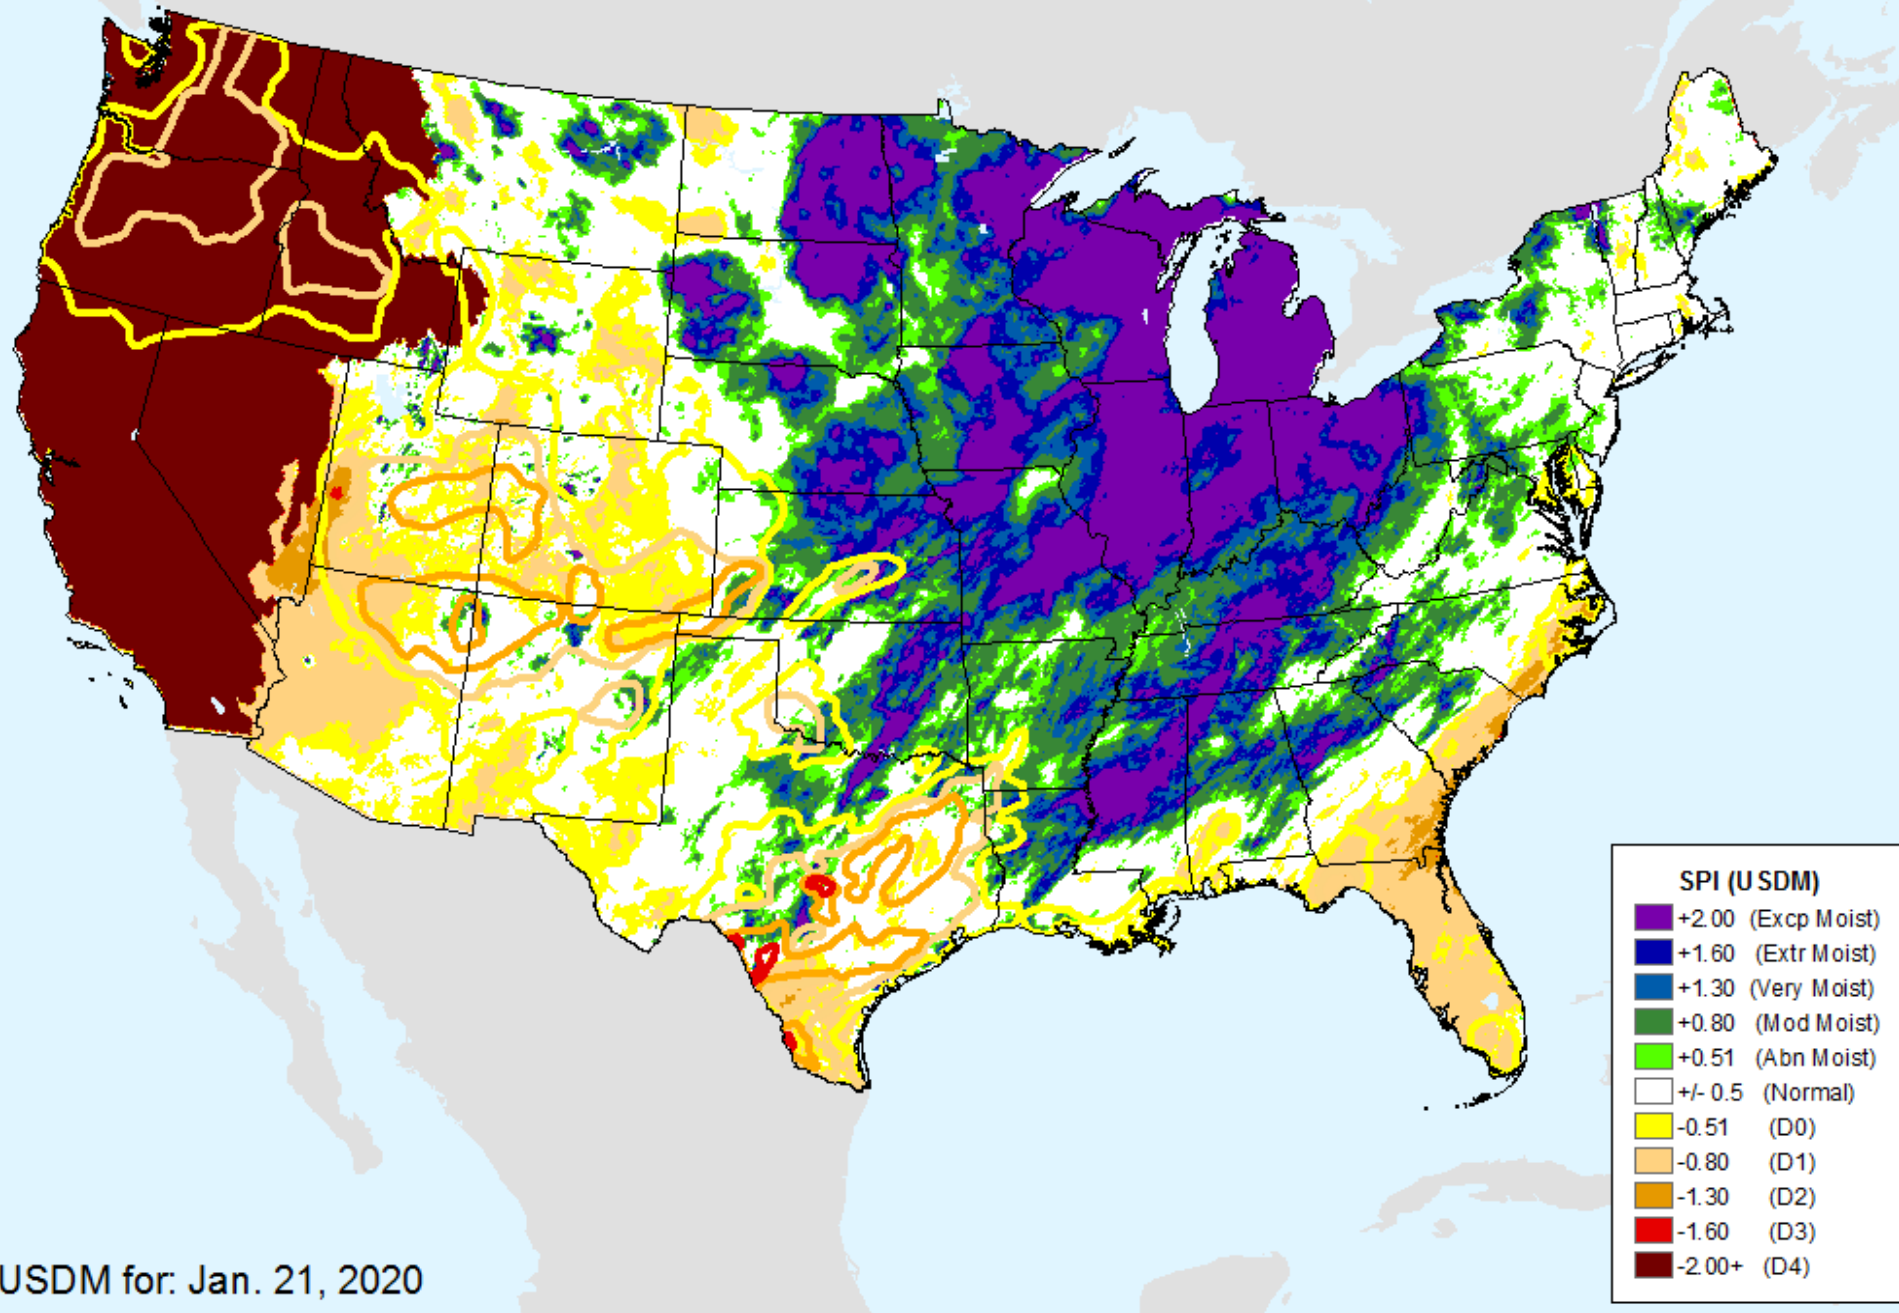 SPI (USDM)
+2.00 (Excp Moist)
+1.60 (Extr Moist)
+1.30 (Very Moist)
+0.80 (Mod Moist)
+0.51 (Abn Moist)
+/- 0.5 (Normal)
-0.51 (D0)
-0.80 (D1)
-1.30 (D2)
-1.60 (D3)
-2.00+ (D4)
USDM for: Jan. 21, 2020